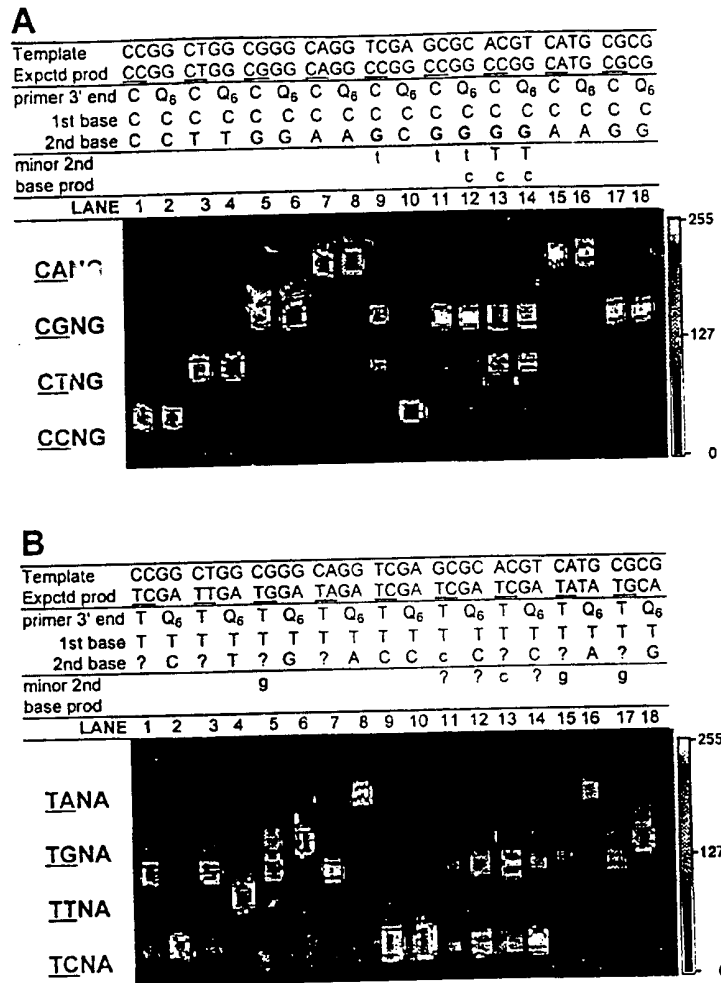 A
Template CCGG CTGG CGGG CAGG TCGA GCGC ACGT CATG CGCG
Expctd prod CCGG CTGG CGGG CAGG CCGG CCGG CCGG CATG CGCG
primer 3' end C Q6 C Q6 C Q6 C Q6 C Q6 C Q6 C Q6 C Q6 C Q6
1st base C C C C C C C C C C C C C C C C C C
2nd base C C T T G G A A G C G G G G A A G G
minor 2nd t t t T T
base prod c c c
LANE 1 2 3 4 5 6 7 8 9 10 11 12 13 14 15 16 17 18
255
CANG
CGNG
127
CTNG
CCNG
0
B
Template CCGG CTGG CGGG CAGG TCGA GCGC ACGT CATG CGCG
Expctd prod TCGA TTGA TGGA TAGA TCGA TCGA TCGA TATA TGCA
primer 3' end T Q6 T Q6 T Q6 T Q6 T Q6 T Q6 T Q6 T Q6 T Q6
1st base T T T T T T T T T T T T T T T T T T
2nd base ? C ? T ? G ? A C C c C ? C ? A ? G
minor 2nd g ? ? c ? g g
base prod
LANE 1 2 3 4 5 6 7 8 9 10 11 12 13 14 15 16 17 18
255
TANA
TGNA
127
TTNA
TCNA
0